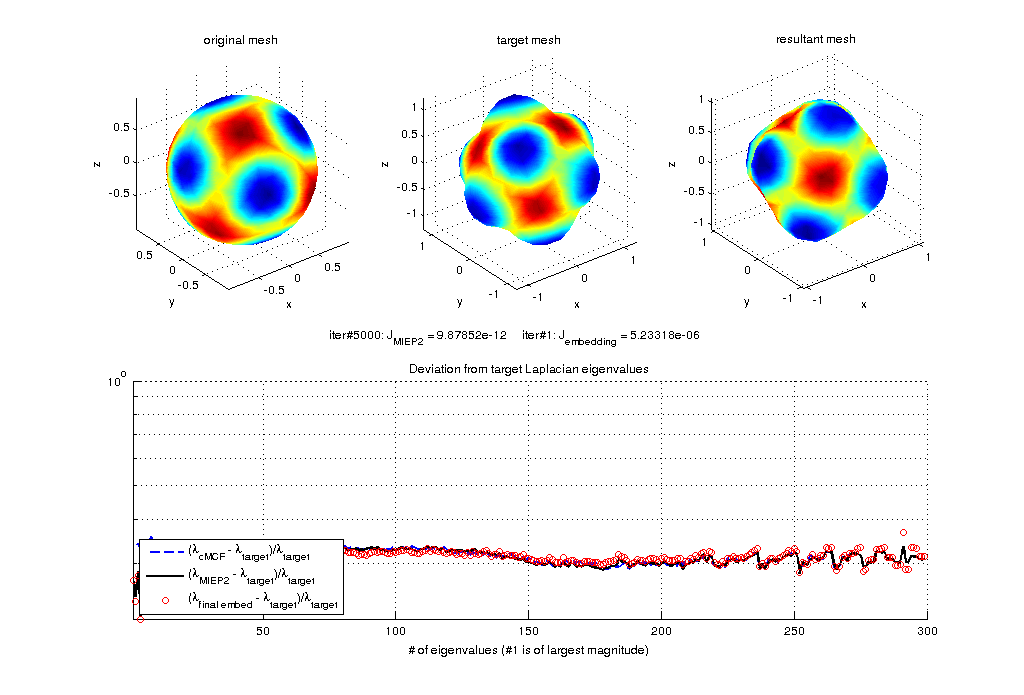 original mesh
target mesh
resultant mesh
0.5
0
-0.5
z
0.5
0
-0.5
y
-0.5
0
0.5
x
1
0.5
0
-0.5
-1
z
1
0
-1
y
-1
0
1
x
1
0.5
0
-0.5
-1
z
1
0
-1
y
-1
0
1
x
iter#5000: J_MIEP2 = 9.87852e-12 iter#1: J_embedding = 5.23318e-06
Deviation from target Laplacian eigenvalues
10^0
(λ_cMCF - λ_target)/λ_target
(λ_MIEP2 - λ_target)/λ_target
(λ_final embed - λ_target)/λ_target
50 100 150 200 250 300
# of eigenvalues (#1 is of largest magnitude)